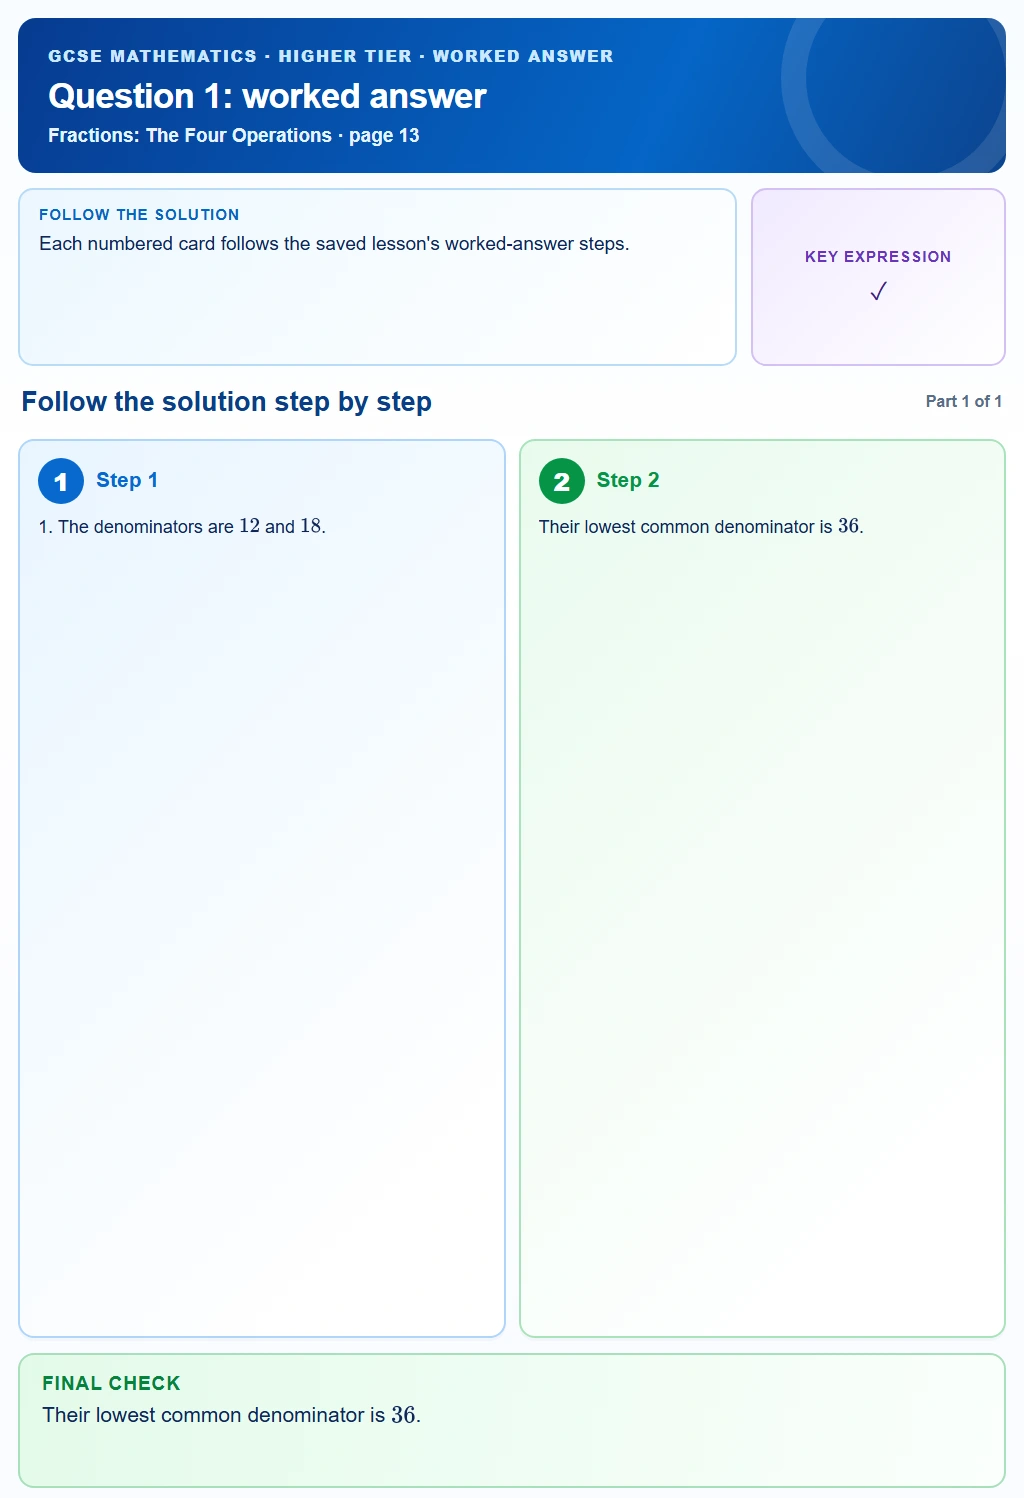 GCSE MATHEMATICS · HIGHER TIER · WORKED ANSWER
Question 1: worked answer
Fractions: The Four Operations · page 13
FOLLOW THE SOLUTION
Each numbered card follows the saved lesson's worked-answer steps.
KEY EXPRESSION
✓
Follow the solution step by step
Part 1 of 1
1 Step 1
1. The denominators are 12 and 18.
2 Step 2
Their lowest common denominator is 36.
FINAL CHECK
Their lowest common denominator is 36.